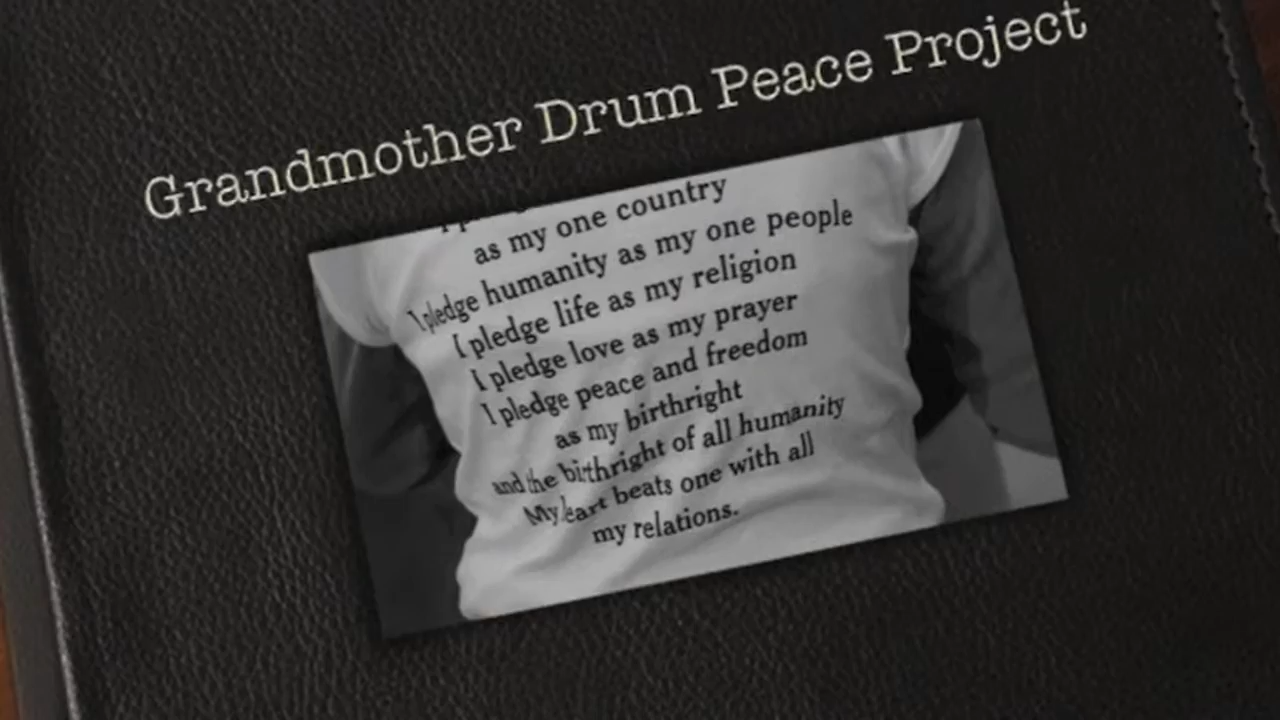 Grandmother Drum Peace Project
as my one country
I pledge humanity as my one people
I pledge life as my religion
I pledge love as my prayer
I pledge peace and freedom
as my birthright
and the birthright of all humanity
My heart beats one with all
my relations.